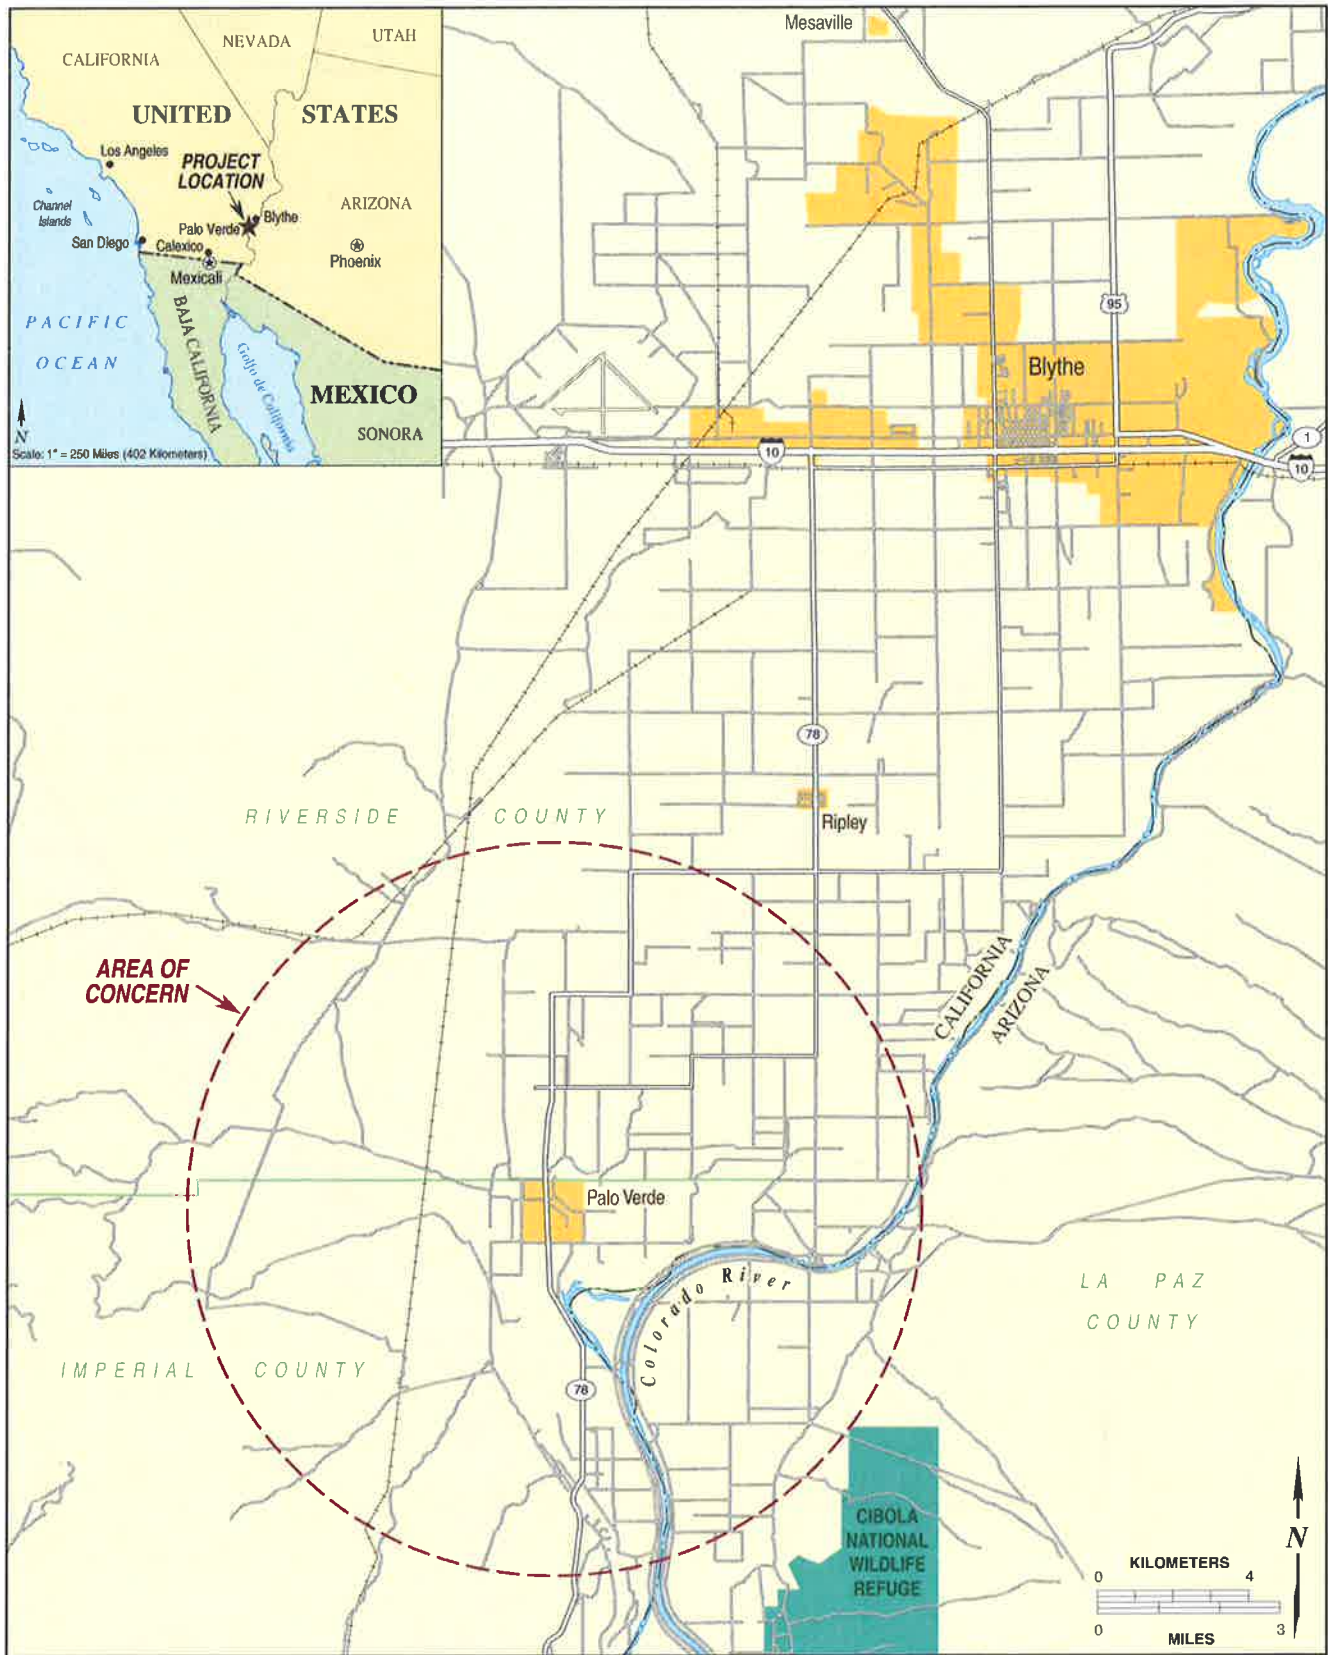 CALIFORNIA
NEVADA
UTAH
UNITED STATES
Los Angeles
PROJECT
LOCATION
Channel
Islands
ARIZONA
Blythe
Palo Verde
San Diego
Calexico
Phoenix
Mexicali
PACIFIC
OCEAN
BAJA CALIFORNIA
Golfo de California
MEXICO
SONORA
N
Scale: 1" = 250 Miles (402 Kilometers)
Mesaville
95
Blythe
1
10
10
78
RIVERSIDE COUNTY
Ripley
AREA OF
CONCERN
CALIFORNIA
ARIZONA
Palo Verde
Colorado River
LA PAZ
COUNTY
IMPERIAL COUNTY
78
CIBOLA
NATIONAL
WILDLIFE
REFUGE
N
KILOMETERS
0 4
0 3
MILES